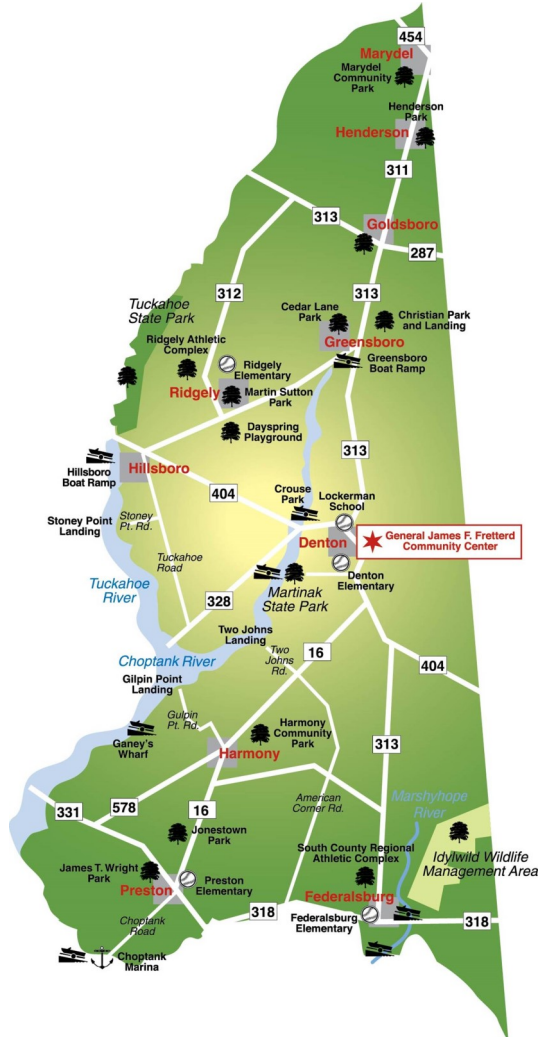 454
Marydel
Marydel
Community
Park
Henderson
Park
Henderson
311
313
Goldsboro
287
312
313
Tuckahoe
State Park
Cedar Lane
Park
Christian Park
and Landing
Ridgely Athletic
Complex
Greensboro
Greensboro
Boat Ramp
Ridgely
Elementary
Ridgely
Martin Sutton
Park
Dayspring
Playground
313
Hillsboro
Hillsboro
Boat Ramp
404
Crouse
Park
Lockerman
School
Stoney Point
Landing
Stoney
Pt. Rd.
Denton
General James F. Fretterd
Community Center
Tuckahoe
Road
Denton
Elementary
Tuckahoe
River
328
Martinak
State Park
Two Johns
Landing
Two
Johns
Rd.
16
404
Choptank River
Gilpin Point
Landing
Gulpin
Pt. Rd.
Harmony
Community
Park
313
Ganey's
Wharf
Harmony
American
Corner Rd.
Marshyhope
River
331
578
16
Jonestown
Park
South County Regional
Athletic Complex
Idylwild Wildlife
Management Area
James T. Wright
Park
Preston
Preston
Elementary
Federalsburg
Choptank
Road
318
Federalsburg
Elementary
318
Choptank
Marina